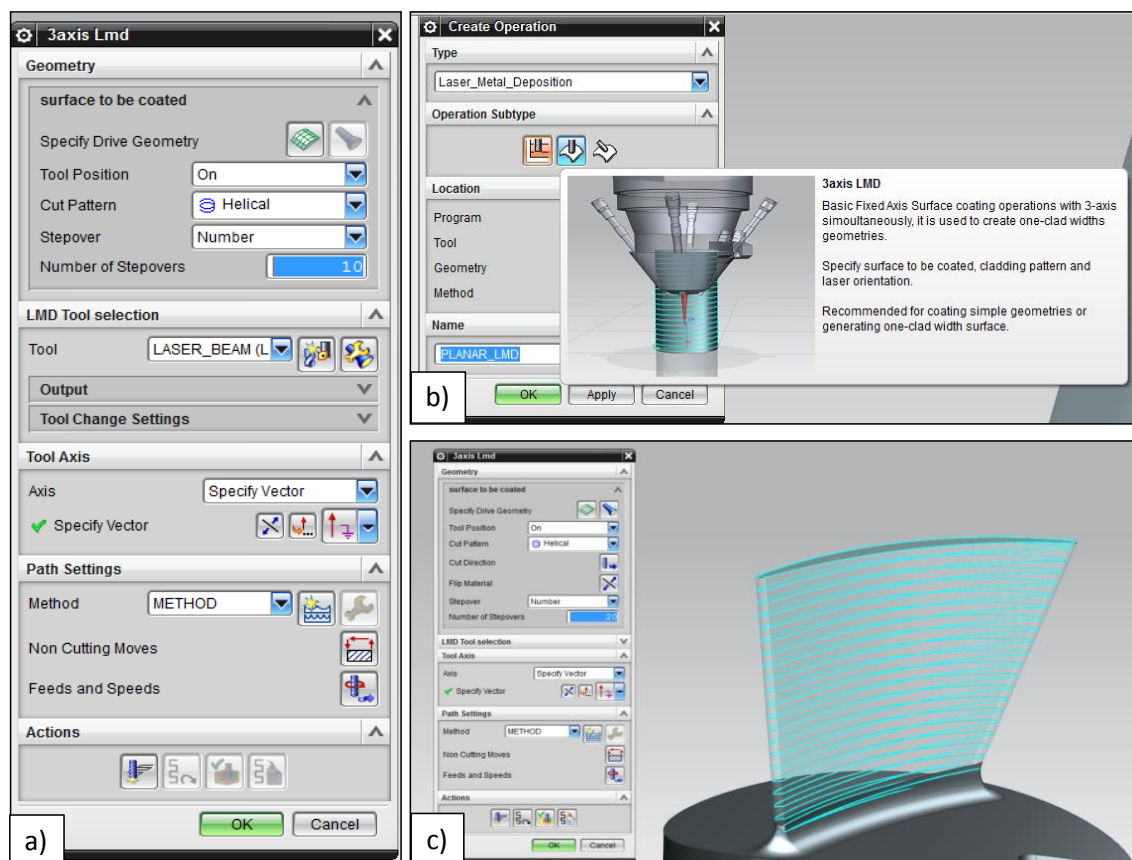 3axis Lmd
Geometry
surface to be coated
Specify Drive Geometry
Tool Position On
Cut Pattern Helical
Stepover Number
Number of Stepovers 10
LMD Tool selection
Tool LASER_BEAM (L
Output
Tool Change Settings
Tool Axis
Axis Specify Vector
Specify Vector
Path Settings
Method METHOD
Non Cutting Moves
Feeds and Speeds
Actions
OK Cancel
a)
Create Operation
Type
Laser_Metal_Deposition
Operation Subtype
Location
Program
Tool
Geometry
Method
Name
PLANAR_LMD
OK Apply Cancel
b)
3axis LMD
Basic Fixed Axis Surface coating operations with 3-axis
simoultaneously, it is used to create one-clad widths
geometries.
Specify surface to be coated, cladding pattern and
laser orientation.
Recommended for coating simple geometries or
generating one-clad width surface.
3axis Lmd
Geometry
surface to be coated
Specify Drive Geometry
Tool Position On
Cut Pattern Helical
Cut Direction
Flip Material
Stepover Number
Number of Stepovers 20
LMD Tool selection
Tool Axis
Axis Specify Vector
Specify Vector
Path Settings
Method METHOD
Non Cutting Moves
Feeds and Speeds
Actions
OK Cancel
c)